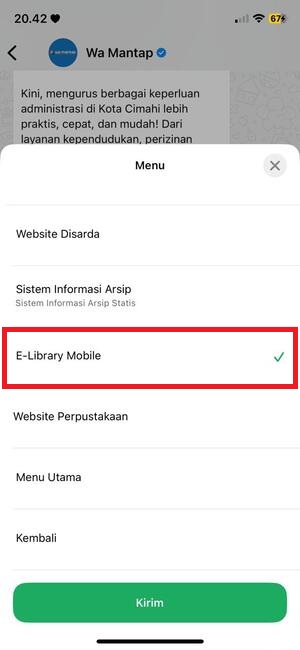 20.42
67
Wa Mantap
Kini, mengurus berbagai keperluan
administrasi di Kota Cimahi lebih
praktis, cepat, dan mudah! Dari
layanan kependudukan, perizinan
Menu
Website Disarda
Sistem Informasi Arsip
Sistem Informasi Arsip Statis
E-Library Mobile
Website Perpustakaan
Menu Utama
Kembali
Kirim